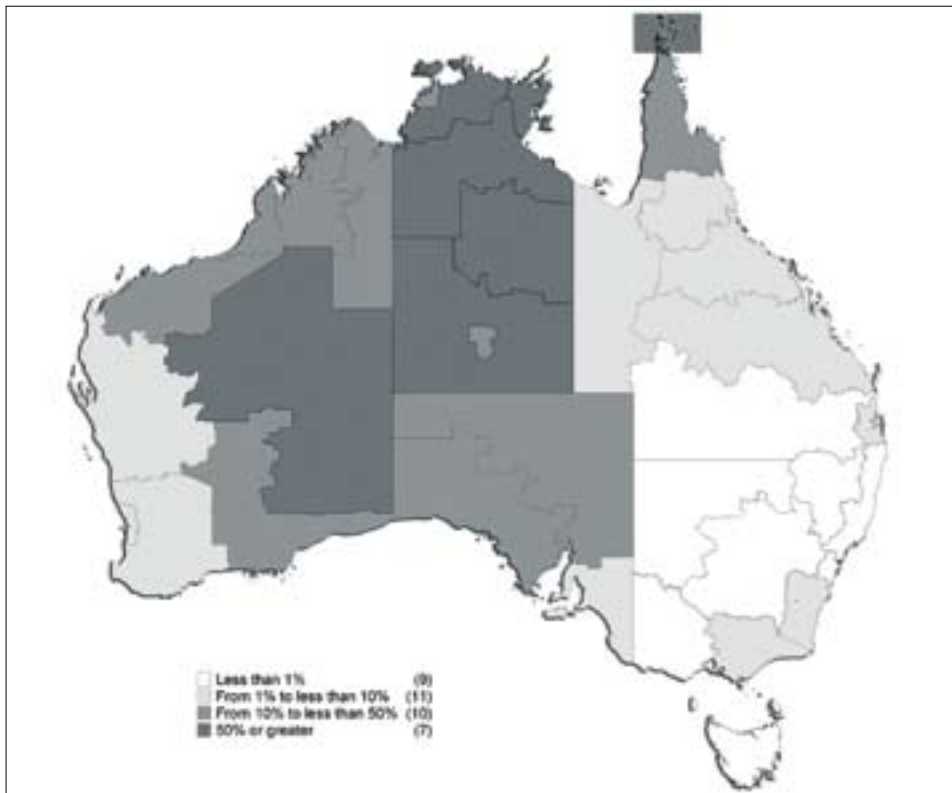 Less than 1% (9)
From 1% to less than 10% (11)
From 10% to less than 50% (10)
50% or greater (7)